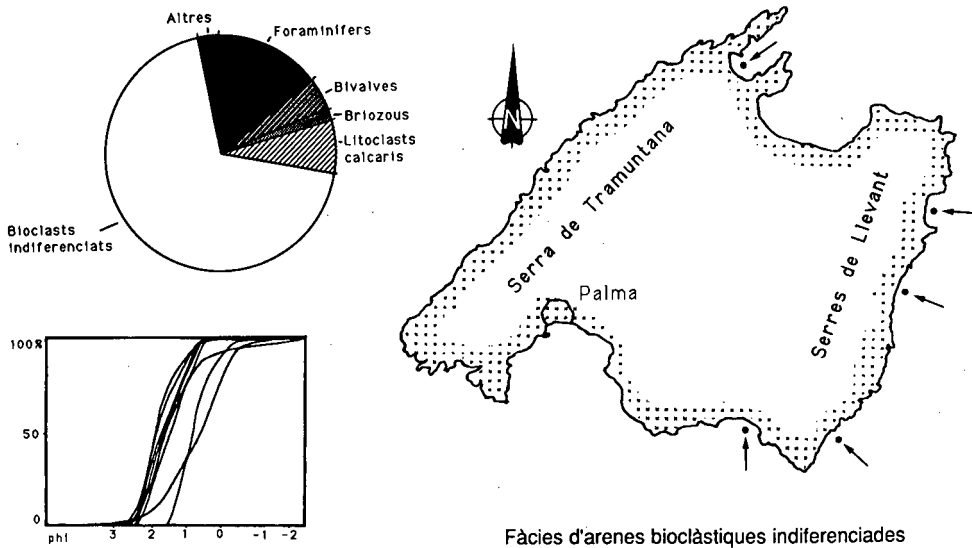 Altres
Foraminífers
Bivalves
Briozous
Litoclasts
calcaris
Bioclasts
indiferenciats
N
Serra de Tramuntana
Serres de Llevant
Palma
100%
50
0
phi 3 2 1 0 -1 -2
Fàcies d'arenes bioclàstiques indiferenciades